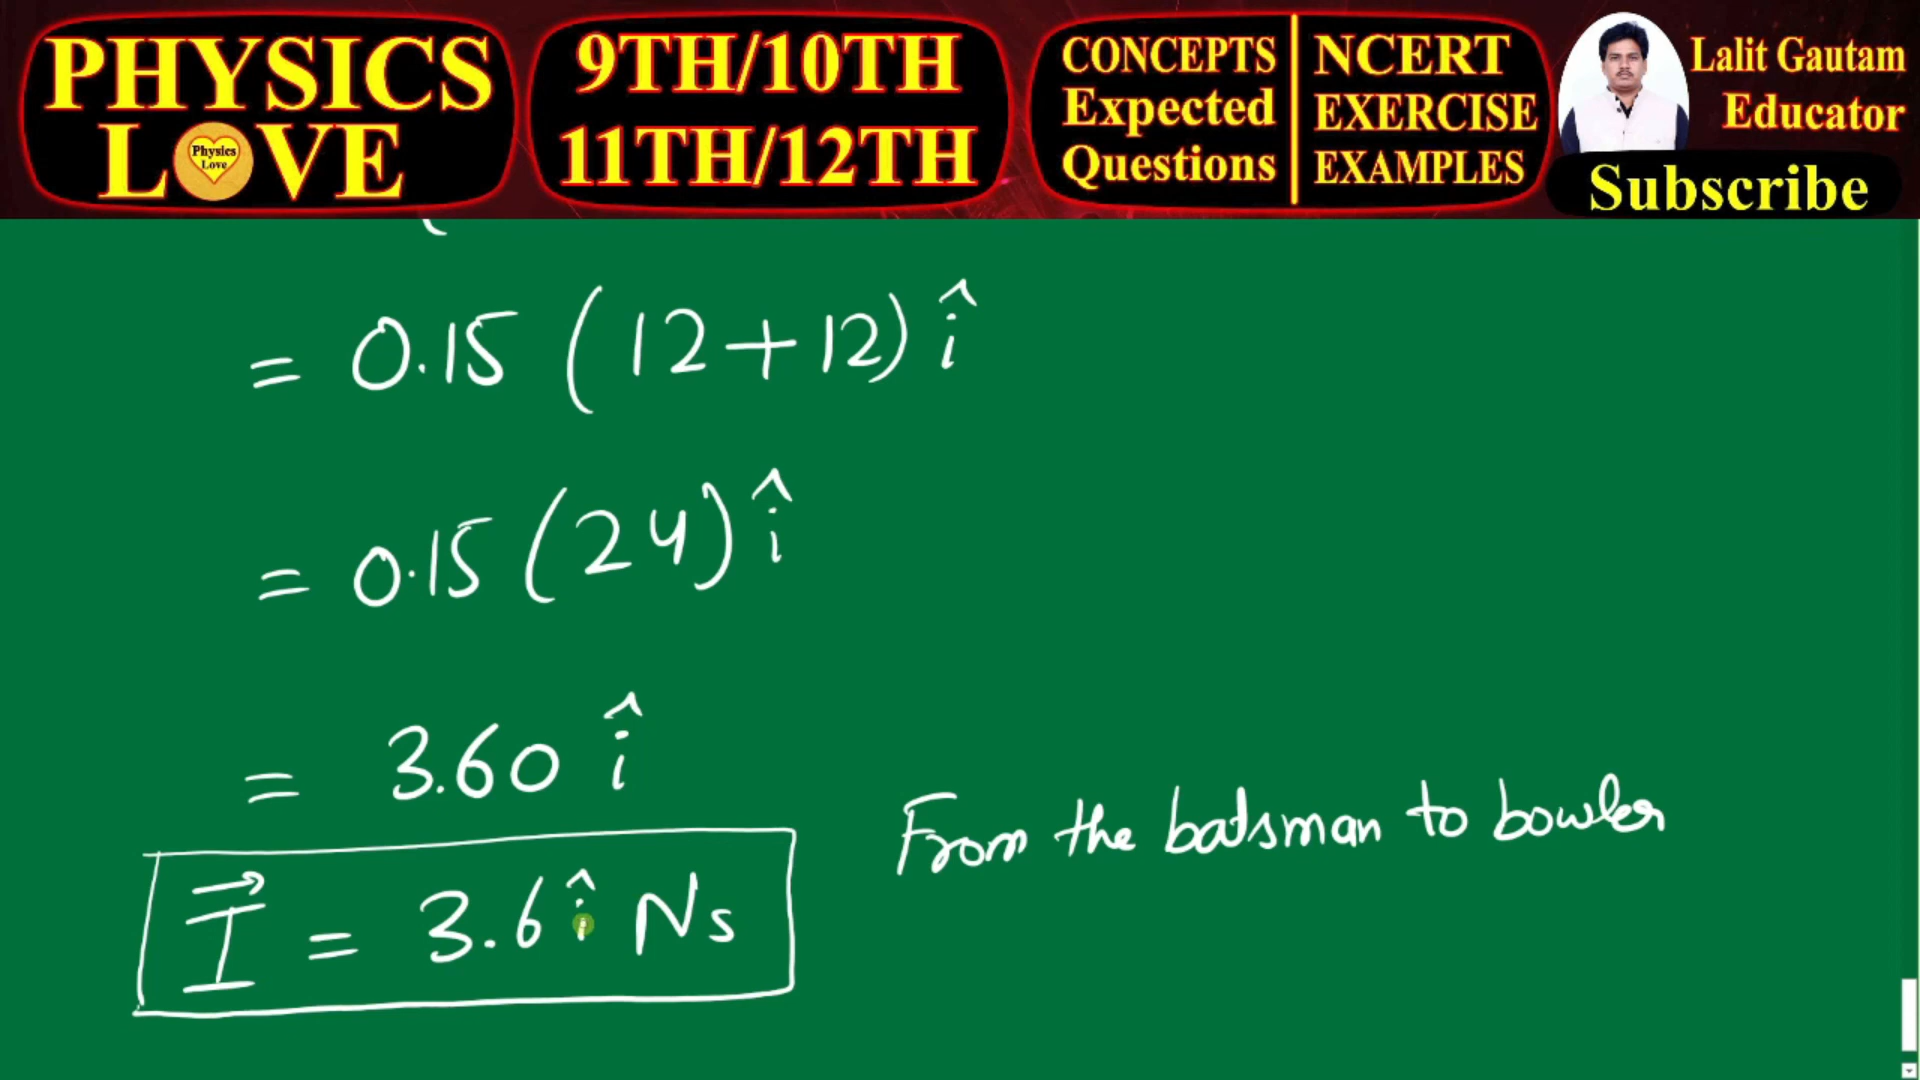 PHYSICS
LOVE
Physics
Love
9TH/10TH
11TH/12TH
CONCEPTS
Expected
Questions
NCERT
EXERCISE
EXAMPLES
Lalit Gautam
Educator
Subscribe
= 0.15 (12+12) î
= 0.15 (24) î
= 3.60 î
From the batsman to bowler
I⃗ = 3.6 î Ns